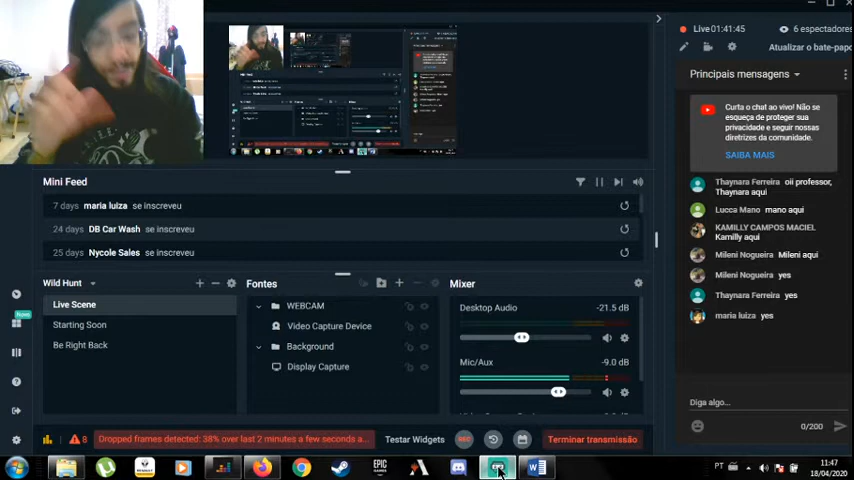 Live 01:41:45
6 espectadores
Atualizar o bate-papo
Principais mensagens
Curta o chat ao vivo! Não se
esqueça de proteger sua
privacidade e seguir nossas
diretrizes da comunidade.
SAIBA MAIS
Thaynara Ferreira oii professor,
Thaynara aqui
Lucca Mano mano aqui
KAMILLY CAMPOS MACIEL
Kamilly aqui
Mileni Nogueira Mileni aqui
Mileni Nogueira yes
Thaynara Ferreira yes
maria luiza yes
Diga algo...
0/200
Mini Feed
7 days maria luiza se inscreveu
24 days DB Car Wash se inscreveu
25 days Nycole Sales se inscreveu
Wild Hunt
Live Scene
Starting Soon
Be Right Back
Fontes
WEBCAM
Video Capture Device
Background
Display Capture
Mixer
Desktop Audio -21.5 dB
Mic/Aux -9.0 dB
Novo
8
Dropped frames detected: 38% over last 2 minutes a few seconds a...
Testar Widgets
REC
Terminar transmissão
EPIC
GAMES
PT
11:47
18/04/2020